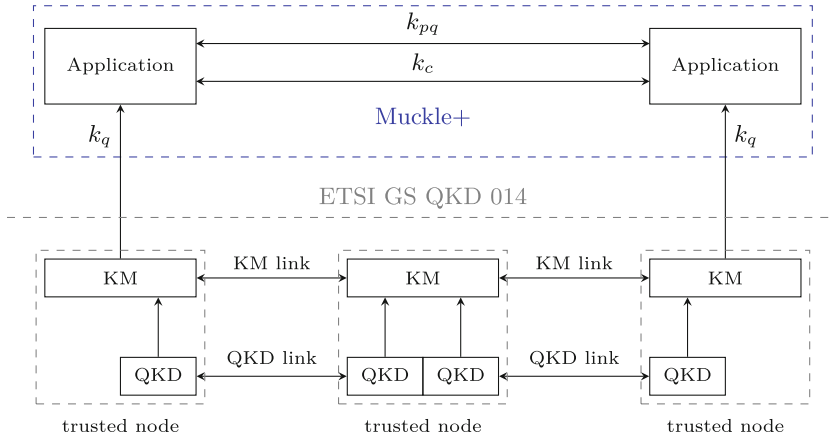 k_pq
Application Application
k_c
Muckle+
k_q k_q
ETSI GS QKD 014
KM KM link KM KM link KM
QKD QKD link QKD QKD QKD link QKD
trusted node trusted node trusted node